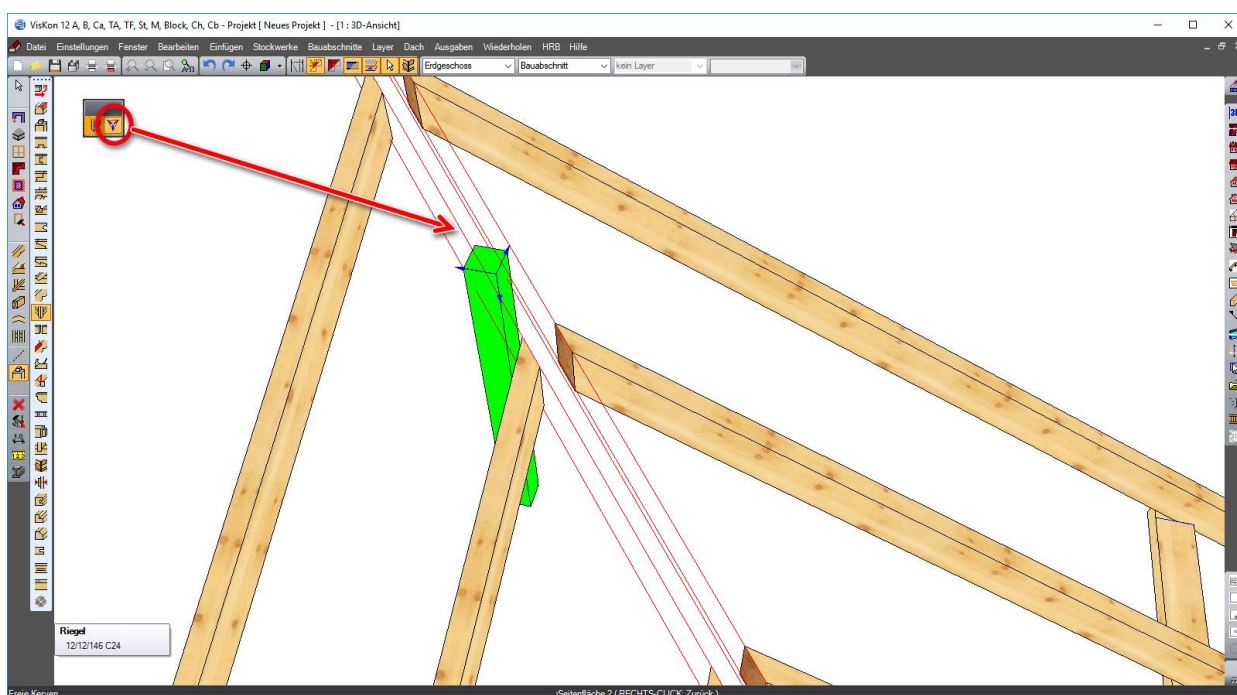 VisKon 12 A, B, Ca, TA, TF, St, M, Block, Ch, Cb - Projekt [ Neues Projekt ] - [1 : 3D-Ansicht]
Datei Einstellungen Fenster Bearbeiten Einfügen Stockwerke Bauabschnitte Layer Dach Ausgaben Wiederholen HRB Hilfe
Erdgeschoss Bauabschnitt kein Layer
Riegel
12/12/146 C24
Freie Kerven Seitenfläche 2 ( RECHTS-CLICK: Zurück )